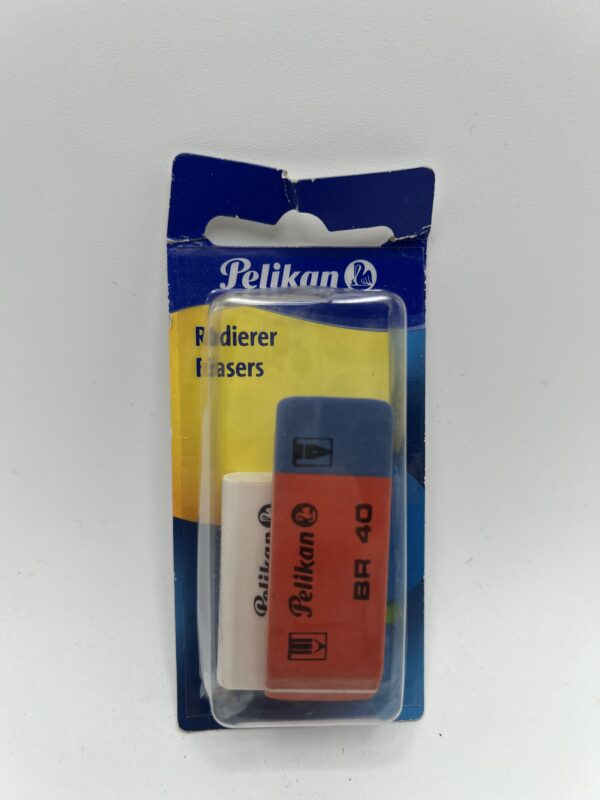 Pelikan
Radierer
Erasers
Pelikan
Pelikan
BR 40